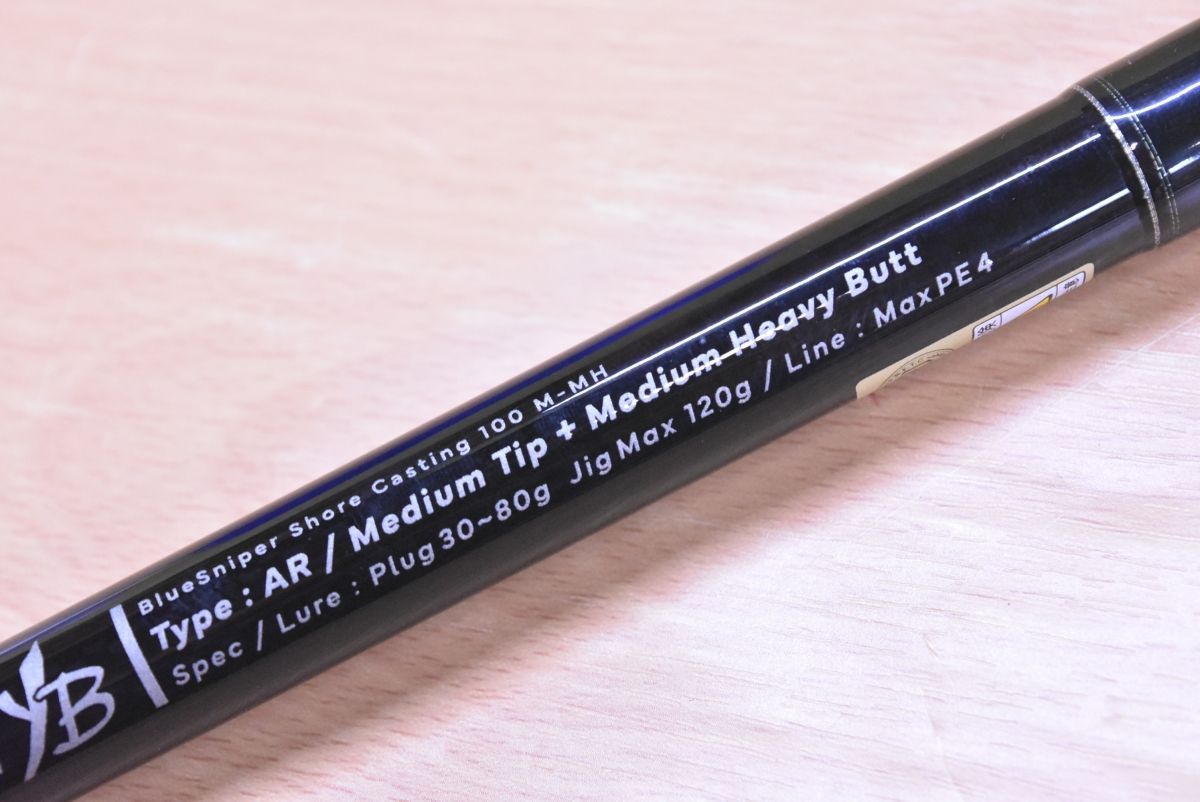 YB
BlueSniper Shore Casting 100 M-MH
Type : AR / Medium Tip + Medium Heavy Butt
Spec / Lure : Plug 30~80g Jig Max 120g / Line : Max PE 4